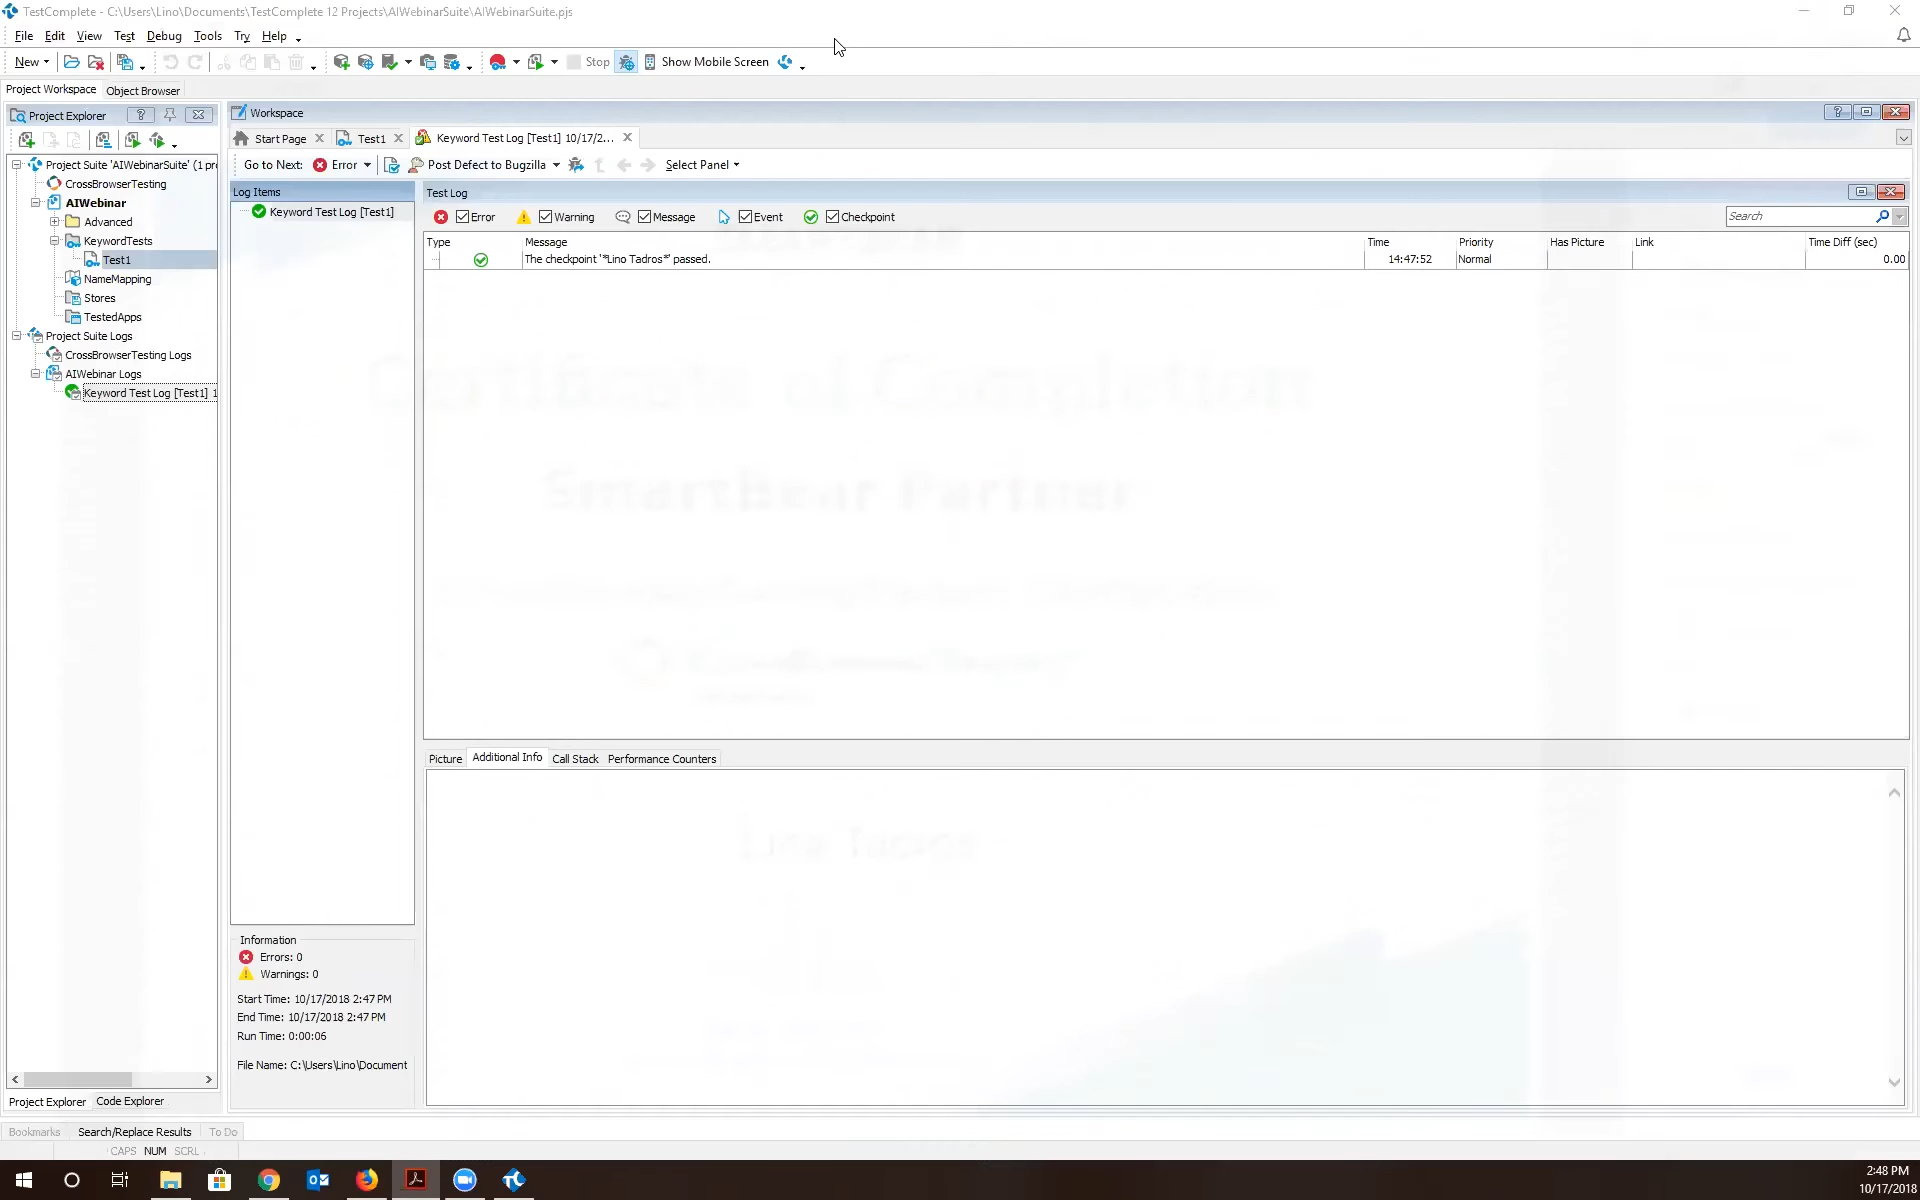 TestComplete - C:\Users\Lino\Documents\TestComplete 12 Projects\AIWebinarSuite\AIWebinarSuite.pjs
File Edit View Test Debug Tools Try Help
New Stop Show Mobile Screen
Project Workspace Object Browser
Project Explorer
Project Suite 'AIWebinarSuite' (1 pr
CrossBrowserTesting
AIWebinar
Advanced
KeywordTests
Test1
NameMapping
Stores
TestedApps
Project Suite Logs
CrossBrowserTesting Logs
AIWebinar Logs
Keyword Test Log [Test1] 1
Project Explorer Code Explorer
Workspace
Start Page Test1 Keyword Test Log [Test1] 10/17/2...
Go to Next: Error Post Defect to Bugzilla Select Panel
Log Items
Keyword Test Log [Test1]
Information
Errors: 0
Warnings: 0
Start Time: 10/17/2018 2:47 PM
End Time: 10/17/2018 2:47 PM
Run Time: 0:00:06
File Name: C:\Users\Lino\Document
Test Log
Error Warning Message Event Checkpoint Search
Type Message Time Priority Has Picture Link Time Diff (sec)
The checkpoint '*Lino Tadros*' passed. 14:47:52 Normal 0.00
Certificate of Completion
SmartBear Partner
Picture Additional Info Call Stack Performance Counters
Lino Tadros
Bookmarks Search/Replace Results To Do
CAPS NUM SCRL
2:48 PM
10/17/2018